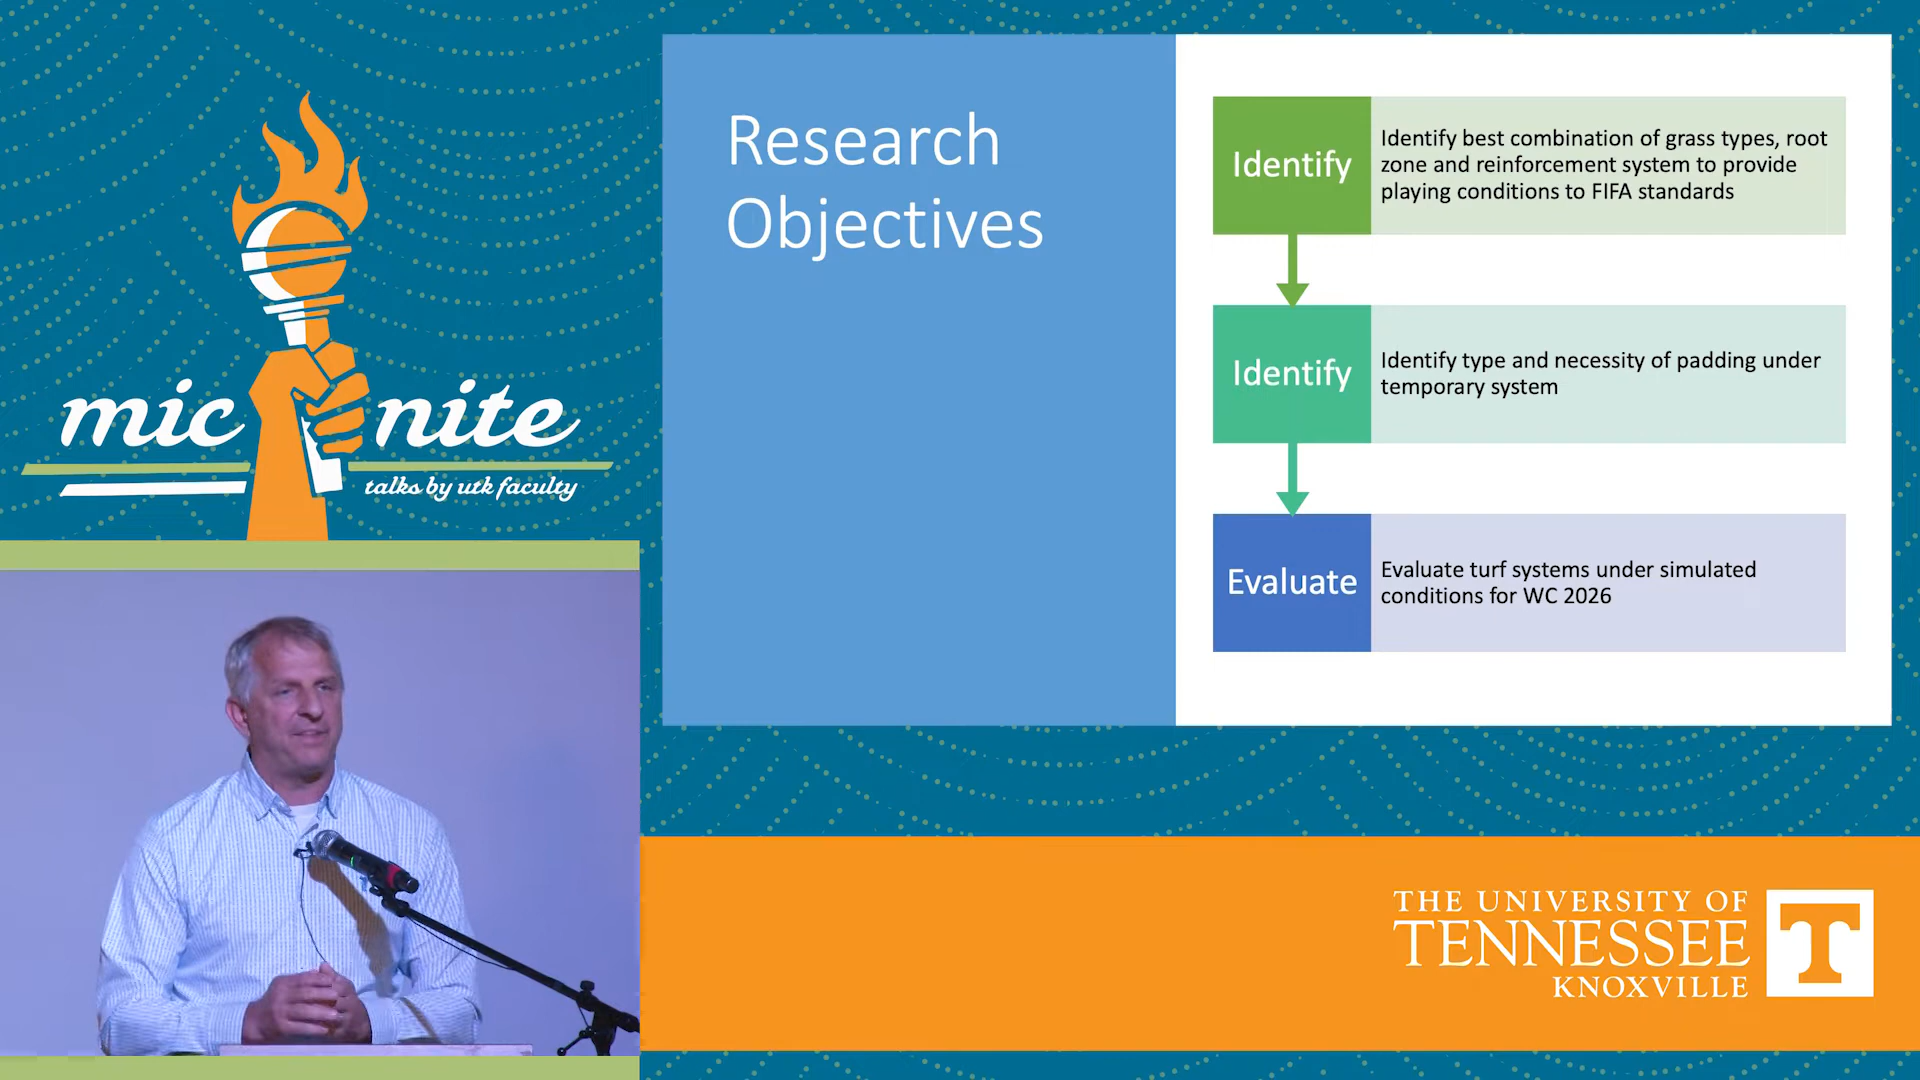 mic nite
talks by utk faculty
Research
Objectives
Identify
Identify best combination of grass types, root
zone and reinforcement system to provide
playing conditions to FIFA standards
Identify
Identify type and necessity of padding under
temporary system
Evaluate
Evaluate turf systems under simulated
conditions for WC 2026
THE UNIVERSITY OF
TENNESSEE
KNOXVILLE
T